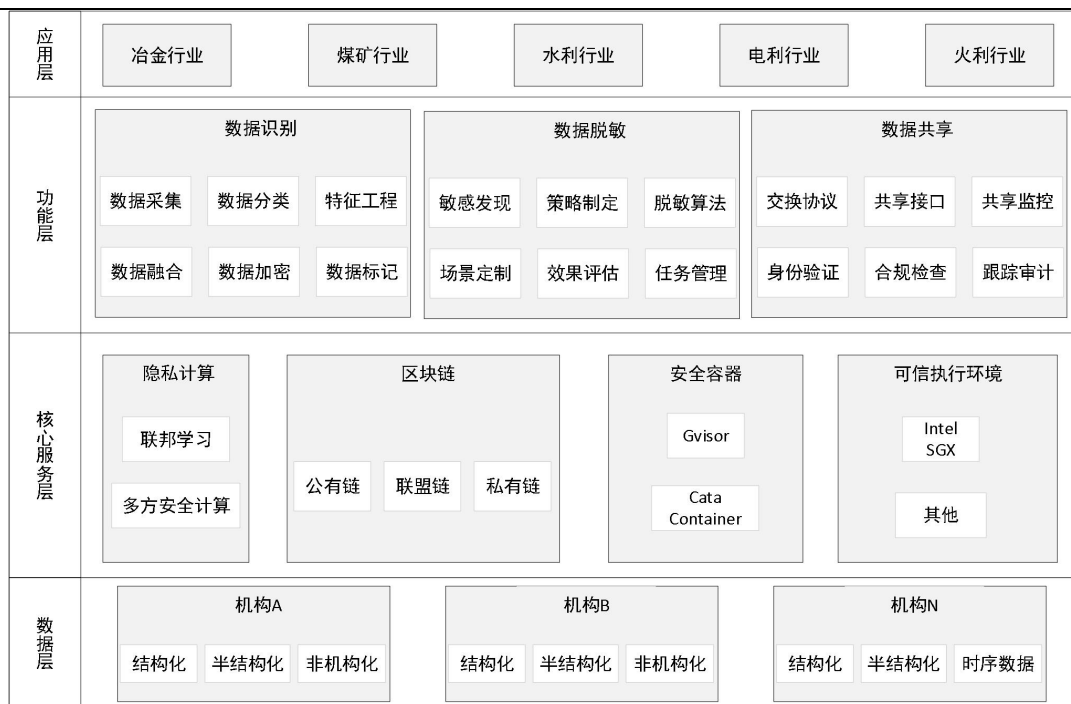 应用层
冶金行业
煤矿行业
水利行业
电利行业
火利行业
功能层
数据识别
数据采集
数据分类
特征工程
数据融合
数据加密
数据标记
数据脱敏
敏感发现
策略制定
脱敏算法
场景定制
效果评估
任务管理
数据共享
交换协议
共享接口
共享监控
身份验证
合规检查
跟踪审计
核心服务层
隐私计算
联邦学习
多方安全计算
区块链
公有链
联盟链
私有链
安全容器
Gvisor
Cata
Container
可信执行环境
Intel
SGX
其他
数据层
机构A
结构化
半结构化
非机构化
机构B
结构化
半结构化
非机构化
机构N
结构化
半结构化
时序数据